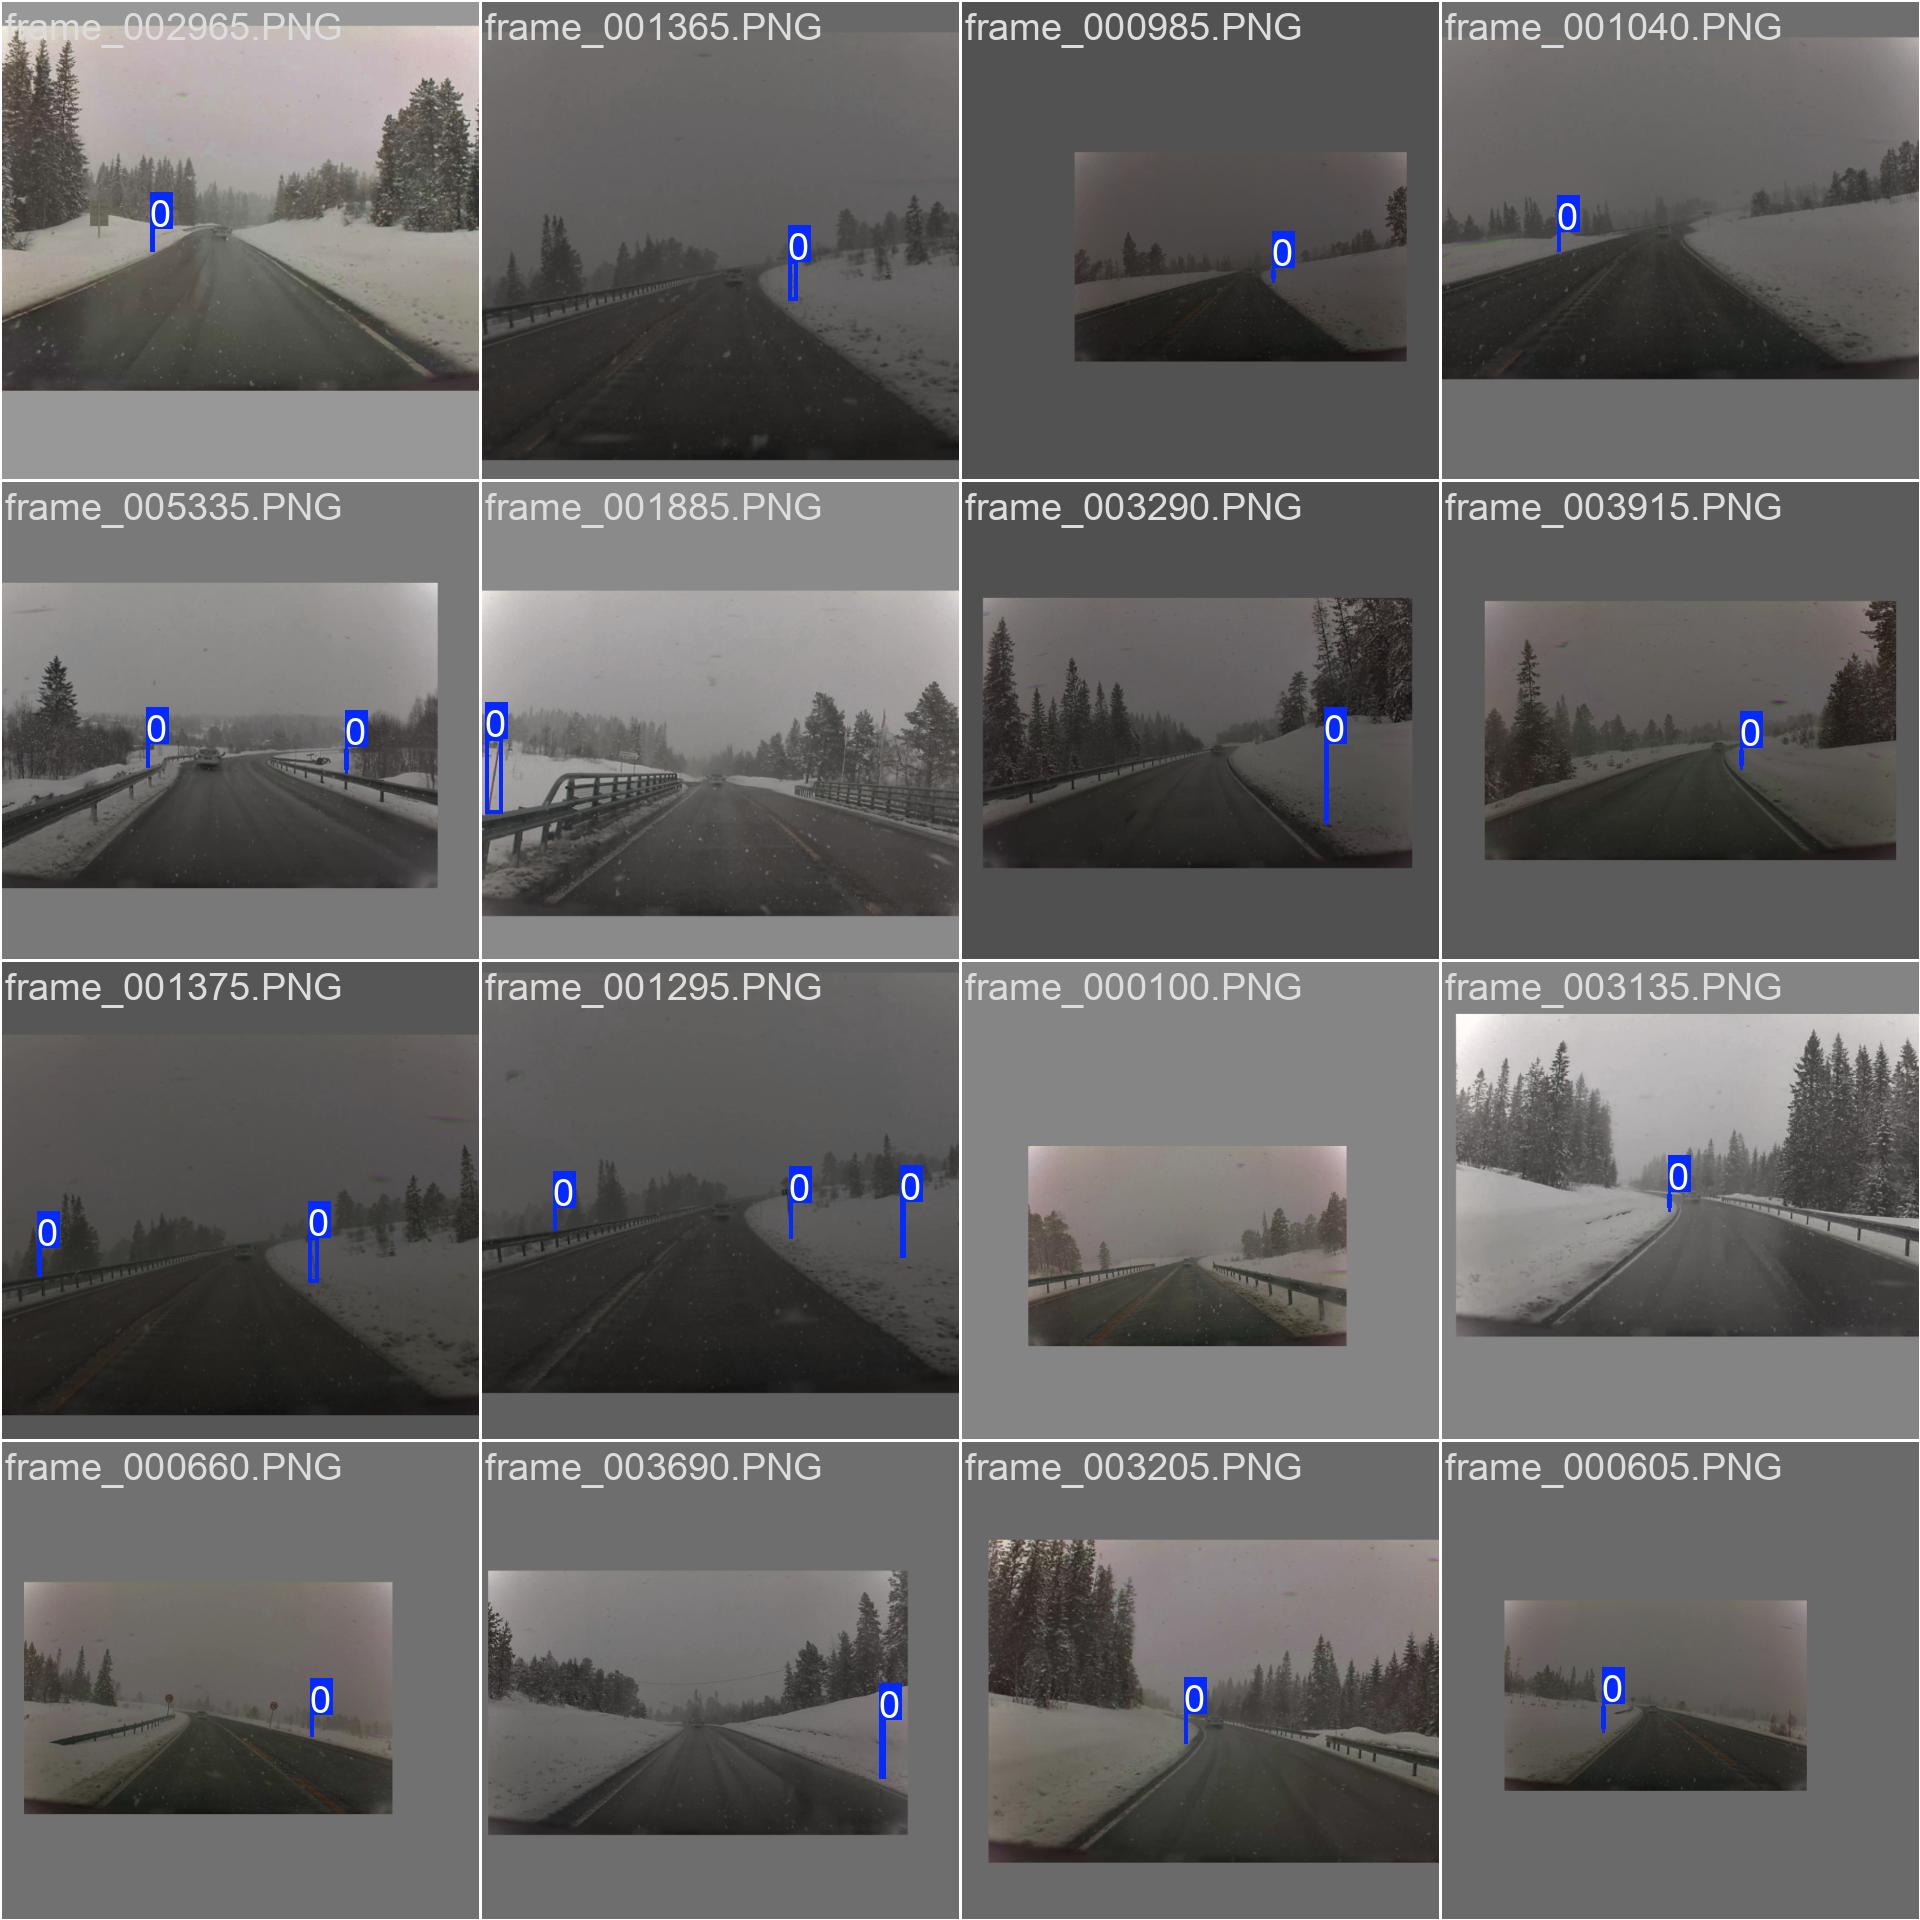 frame_002965.PNG
frame_001365.PNG
frame_000985.PNG
frame_001040.PNG
0
0
0
0
frame_005335.PNG
frame_001885.PNG
frame_003290.PNG
frame_003915.PNG
0
0
0
0
0
frame_001375.PNG
frame_001295.PNG
frame_000100.PNG
frame_003135.PNG
0
0
0
0
0
0
frame_000660.PNG
frame_003690.PNG
frame_003205.PNG
frame_000605.PNG
0
0
0
0